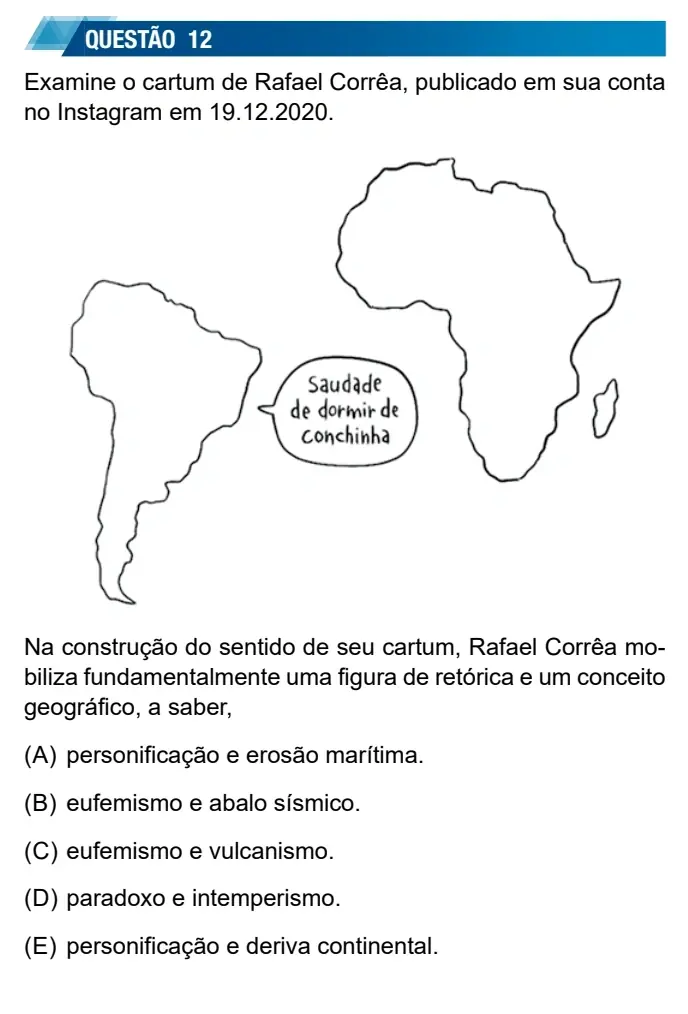 QUESTÃO 12
Examine o cartum de Rafael Corrêa, publicado em sua conta
no Instagram em 19.12.2020.
Saudade
de dormir de
conchinha
Na construção do sentido de seu cartum, Rafael Corrêa mo-
biliza fundamentalmente uma figura de retórica e um conceito
geográfico, a saber,
(A) personificação e erosão marítima.
(B) eufemismo e abalo sísmico.
(C) eufemismo e vulcanismo.
(D) paradoxo e intemperismo.
(E) personificação e deriva continental.